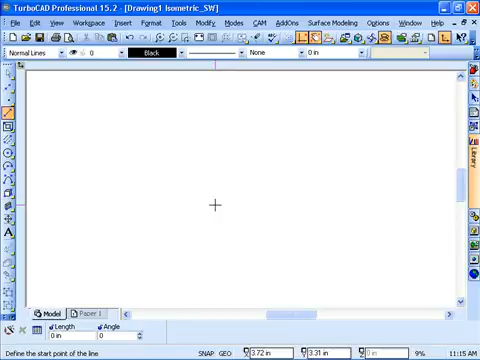 TurboCAD Professional 15.2 - [Drawing1 Isometric_SW]
File Edit View Workspace Insert Format Tools Modify Modes CAM AddOns Surface Modeling Options Window Help
Normal Lines 0 Black None 0 in
Library
Model Paper 1
Length Angle
0 in 0
Define the start point of the line SNAP GEO X 3.72 in Y 3.31 in Z 0 in 9% 11:15 AM